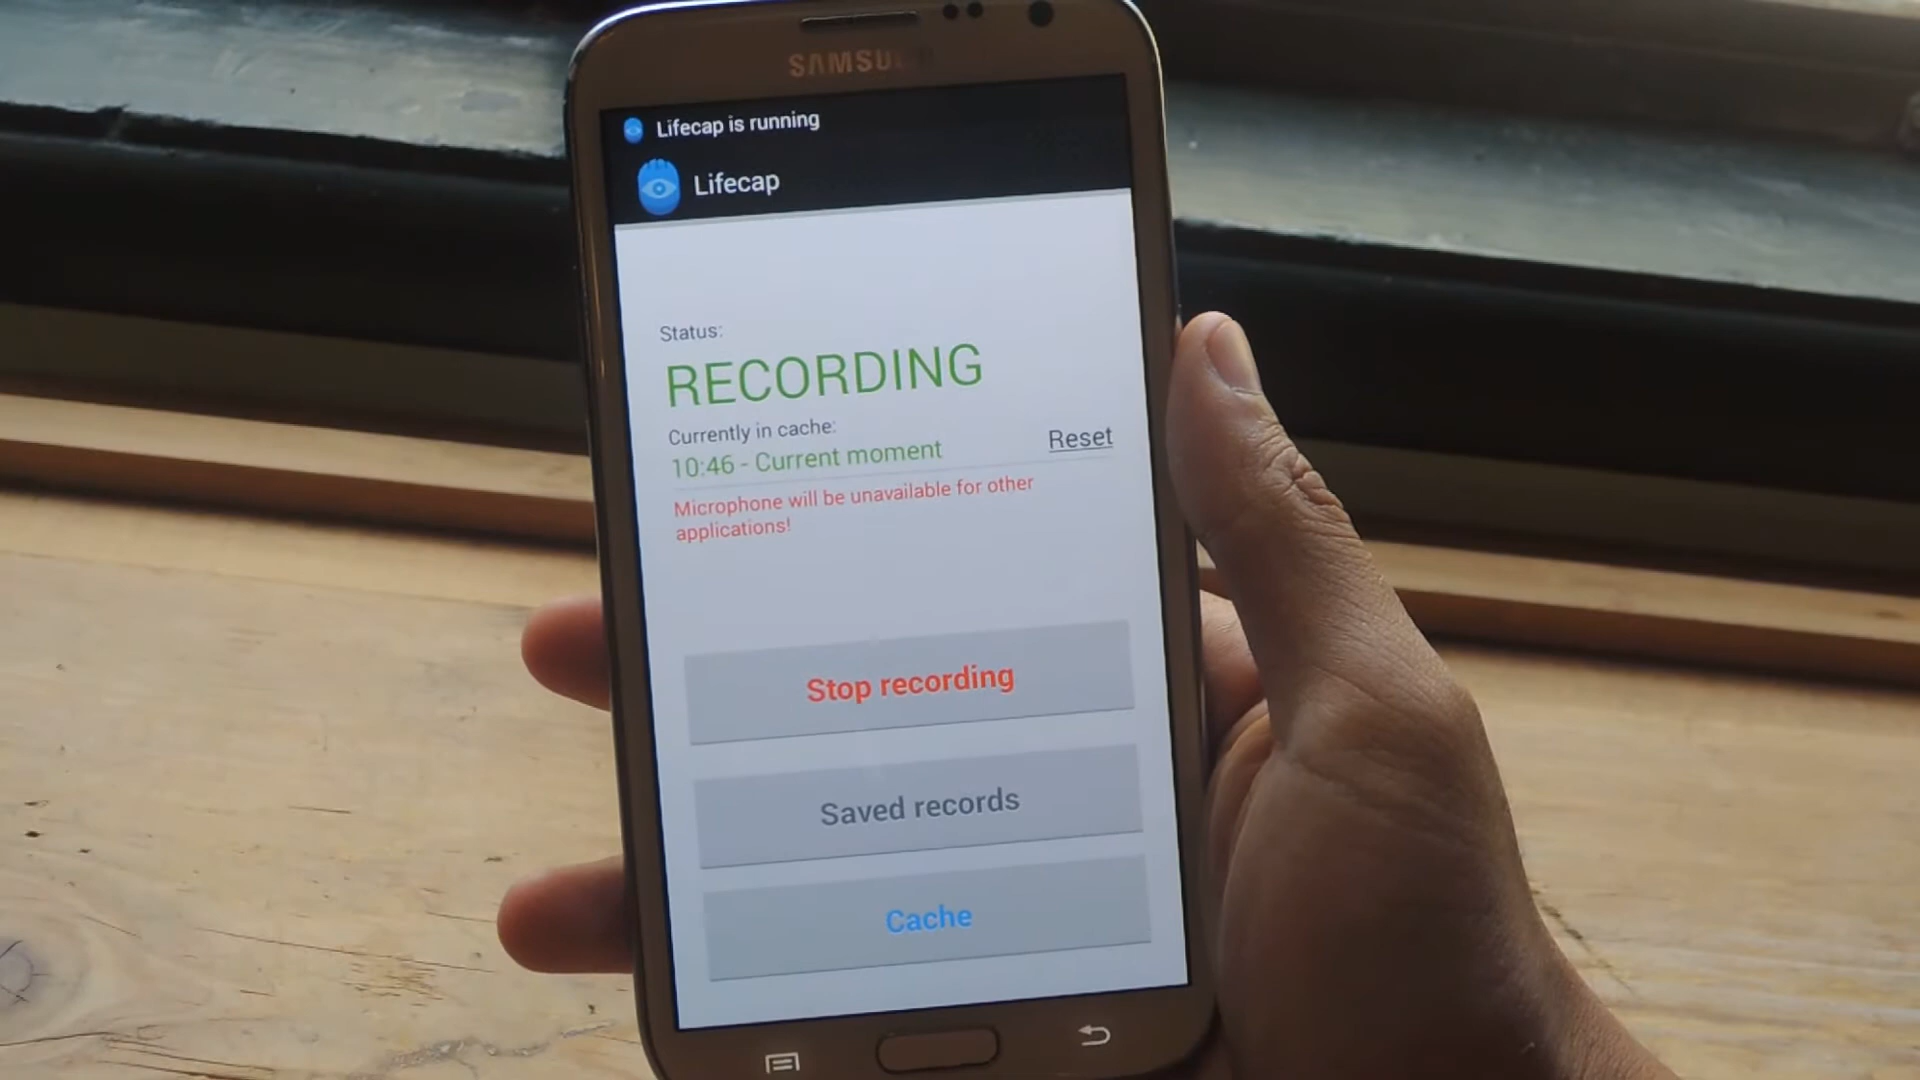 SAMSUNG
Lifecap is running
Lifecap
Status:
RECORDING
Currently in cache:
10:46 - Current moment
Reset
Microphone will be unavailable for other
applications!
Stop recording
Saved records
Cache